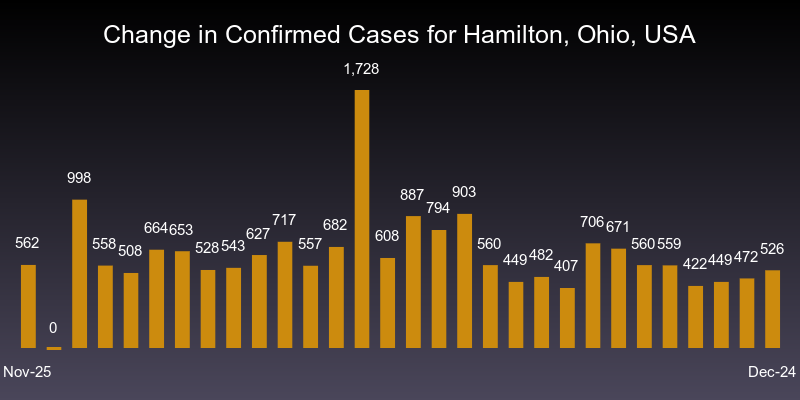 Change in Confirmed Cases for Hamilton, Ohio, USA
562 0 998 558 508 664 653 528 543 627 717 557 682 1,728 608 887 794 903 560 449 482 407 706 671 560 559 422 449 472 526
Nov-25 Dec-24